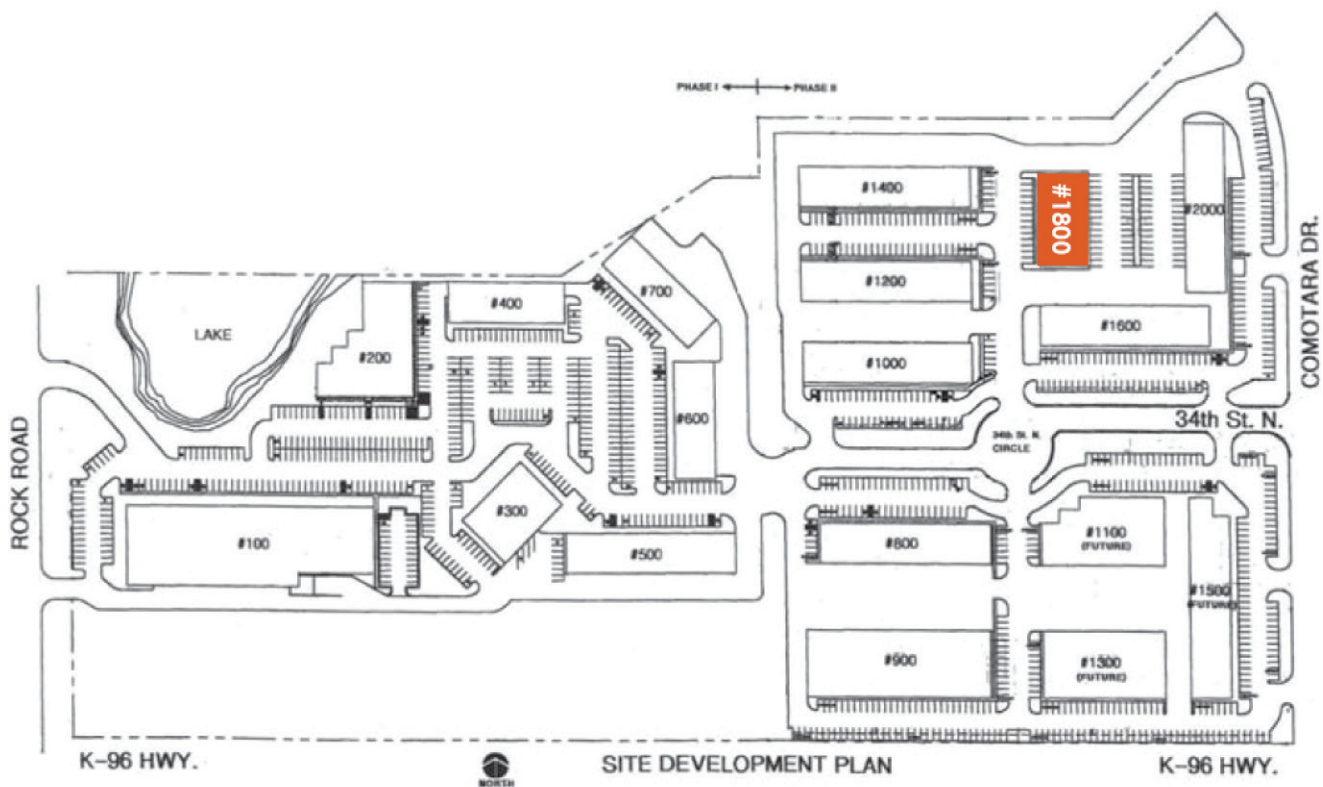 PHASE I
PHASE II
#1400
#1800
#2000
#700
#1200
#400
LAKE
#1600
#200
#1000
COMOTARA DR.
#600
34th St. N.
34th St. N.
CIRCLE
ROCK ROAD
#300
#100
#500
#800
#1100
(FUTURE)
#1500
(FUTURE)
#900
#1300
(FUTURE)
K-96 HWY.
NORTH
SITE DEVELOPMENT PLAN
K-96 HWY.